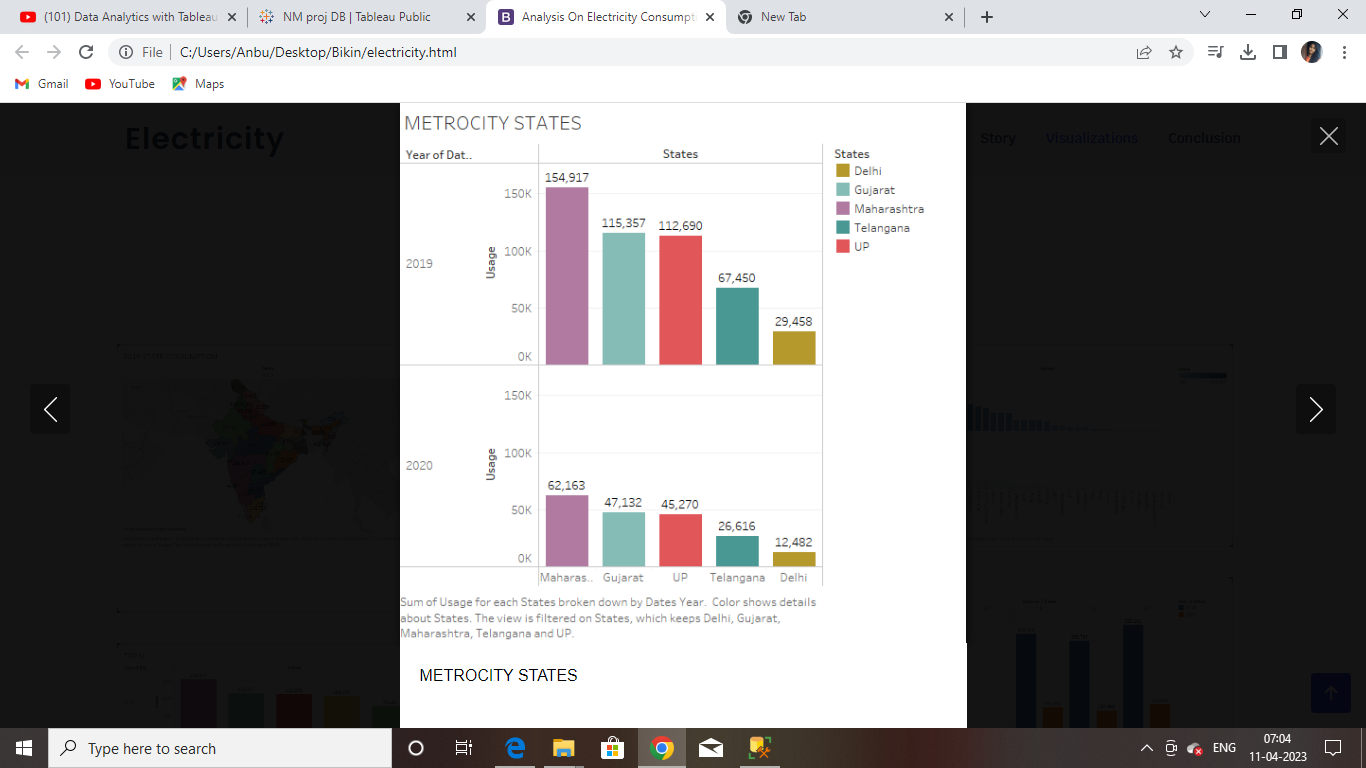 (101) Data Analytics with Tableau
NM proj DB | Tableau Public
Analysis On Electricity Consumpt
New Tab
File
C:/Users/Anbu/Desktop/Bikin/electricity.html
Gmail
YouTube
Maps
Electricity
Story
Visualizations
Conclusion
METROCITY STATES
Year of Dat..
States
States
Delhi
Gujarat
Maharashtra
Telangana
UP
2019
Usage
150K
100K
50K
0K
154,917
115,357
112,690
67,450
29,458
2020
Usage
150K
100K
50K
0K
62,163
47,132
45,270
26,616
12,482
Maharas..
Gujarat
UP
Telangana
Delhi
Sum of Usage for each States broken down by Dates Year. Color shows details
about States. The view is filtered on States, which keeps Delhi, Gujarat,
Maharashtra, Telangana and UP.
METROCITY STATES
Type here to search
ENG
07:04
11-04-2023